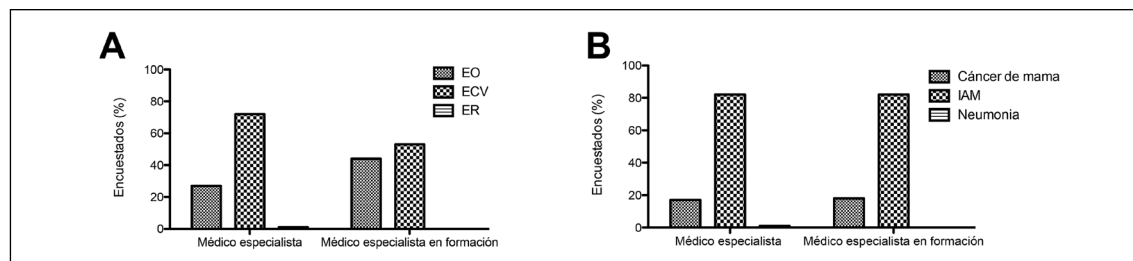 A
EO
ECV
ER
Encuestados (%)
100
80
60
40
20
0
Médico especialista
Médico especialista en formación
B
Cáncer de mama
IAM
Neumonia
Encuestados (%)
100
80
60
40
20
0
Médico especialista
Médico especialista en formación